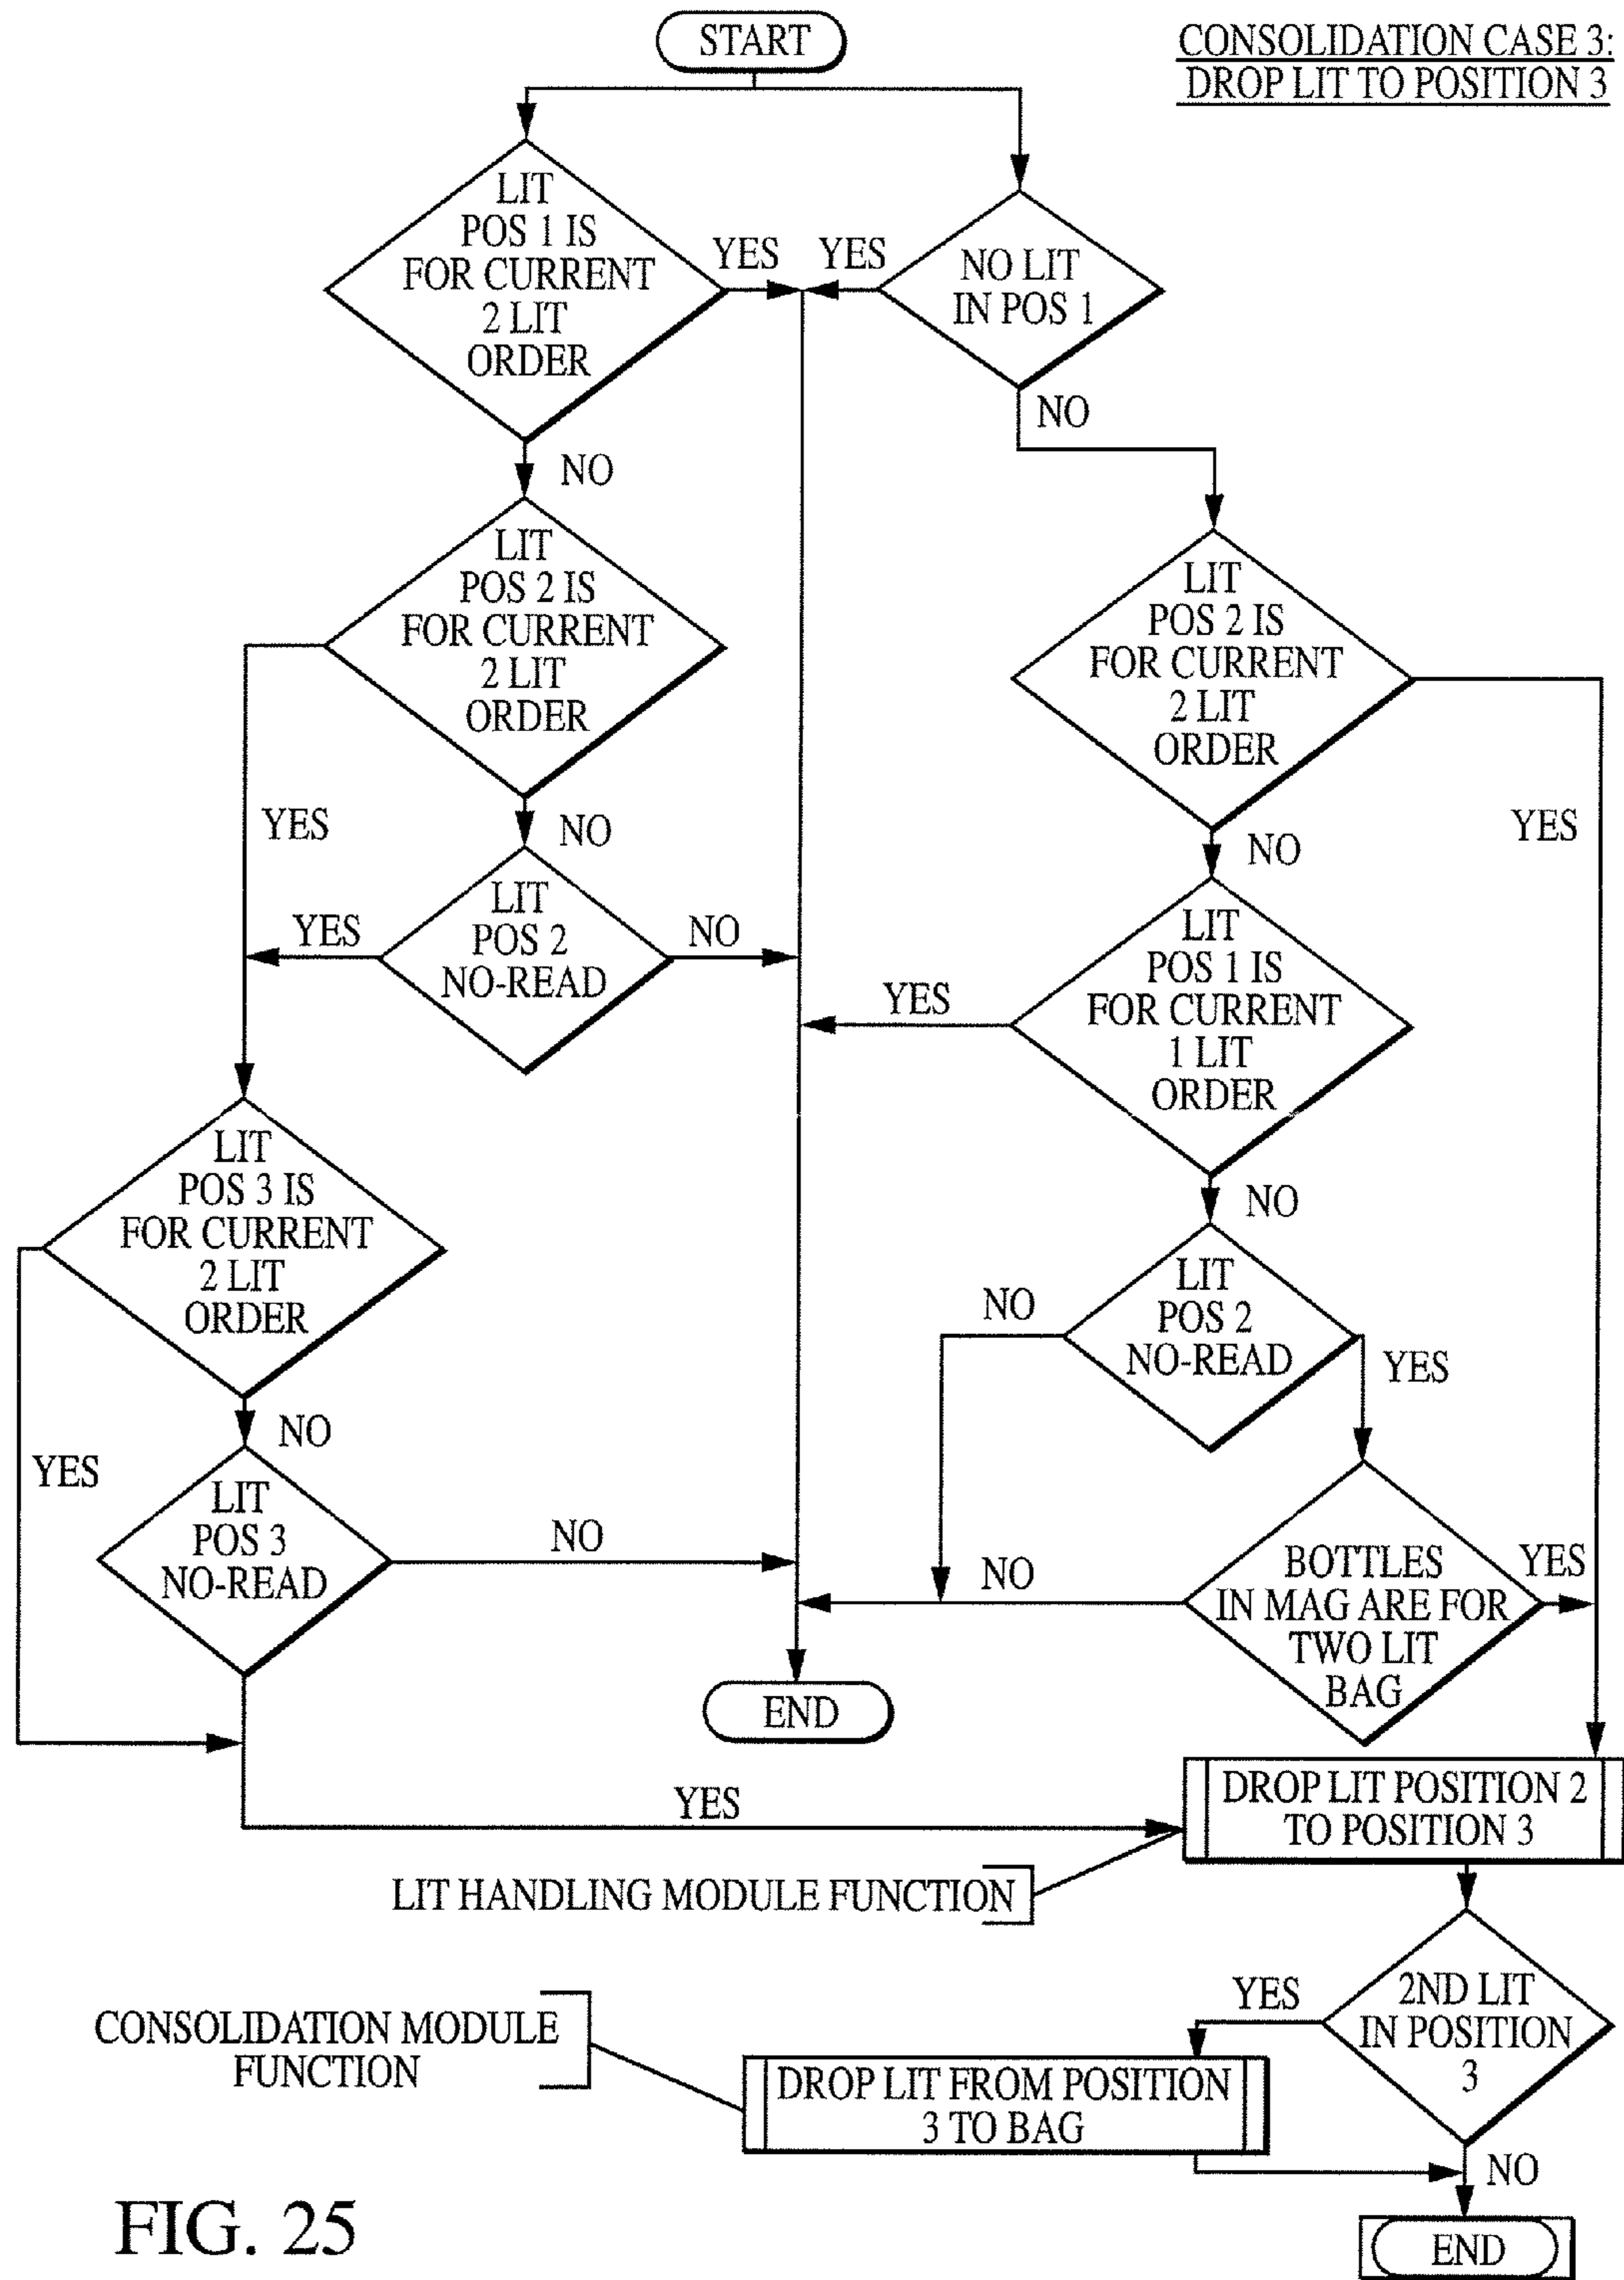 START
CONSOLIDATION CASE 3:
DROP LIT TO POSITION 3
LIT
POS 1 IS
FOR CURRENT
2 LIT
ORDER
YES
YES
NO LIT
IN POS 1
NO
NO
LIT
POS 2 IS
FOR CURRENT
2 LIT
ORDER
LIT
POS 2 IS
FOR CURRENT
2 LIT
ORDER
YES
NO
YES
NO
LIT
POS 2
NO-READ
YES
NO
LIT
POS 1 IS
FOR CURRENT
1 LIT
ORDER
YES
NO
LIT
POS 3 IS
FOR CURRENT
2 LIT
ORDER
LIT
POS 2
NO-READ
NO
YES
NO
YES
LIT
POS 3
NO-READ
NO
BOTTLES
IN MAG ARE FOR
TWO LIT
BAG
NO
YES
END
YES
DROP LIT POSITION 2
TO POSITION 3
LIT HANDLING MODULE FUNCTION
2ND LIT
IN POSITION
3
YES
CONSOLIDATION MODULE
FUNCTION
DROP LIT FROM POSITION
3 TO BAG
NO
END
FIG. 25